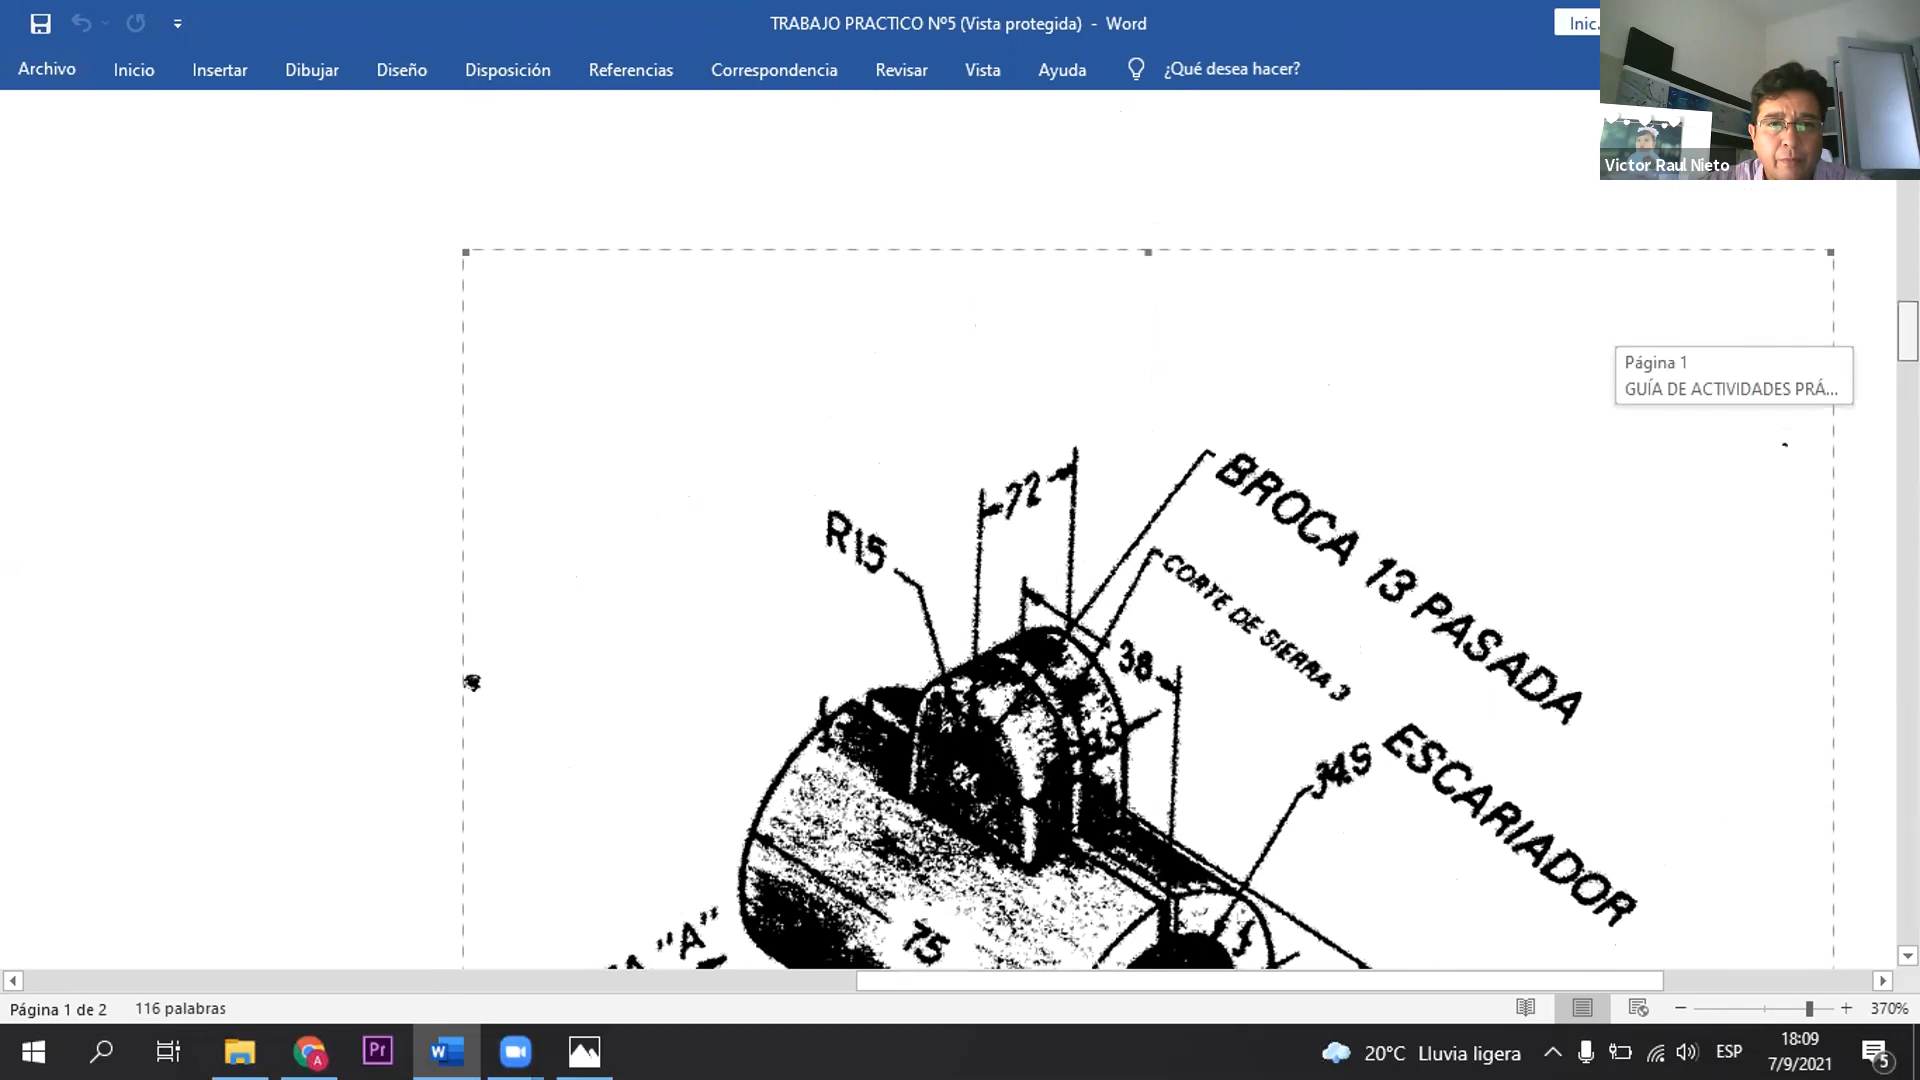 TRABAJO PRACTICO Nº5 (Vista protegida) - Word
Inic.
Archivo
Inicio
Insertar
Dibujar
Diseño
Disposición
Referencias
Correspondencia
Revisar
Vista
Ayuda
¿Qué desea hacer?
Victor Raul Nieto
Página 1
GUÍA DE ACTIVIDADES PRÁ...
72
BROCA 13 PASADA
R15
CORTE DE SIERRA 3
38
34.9 ESCARIADOR
"A"
75
Página 1 de 2
116 palabras
370%
Pr
W
20°C Lluvia ligera
ESP
18:09
7/9/2021
5